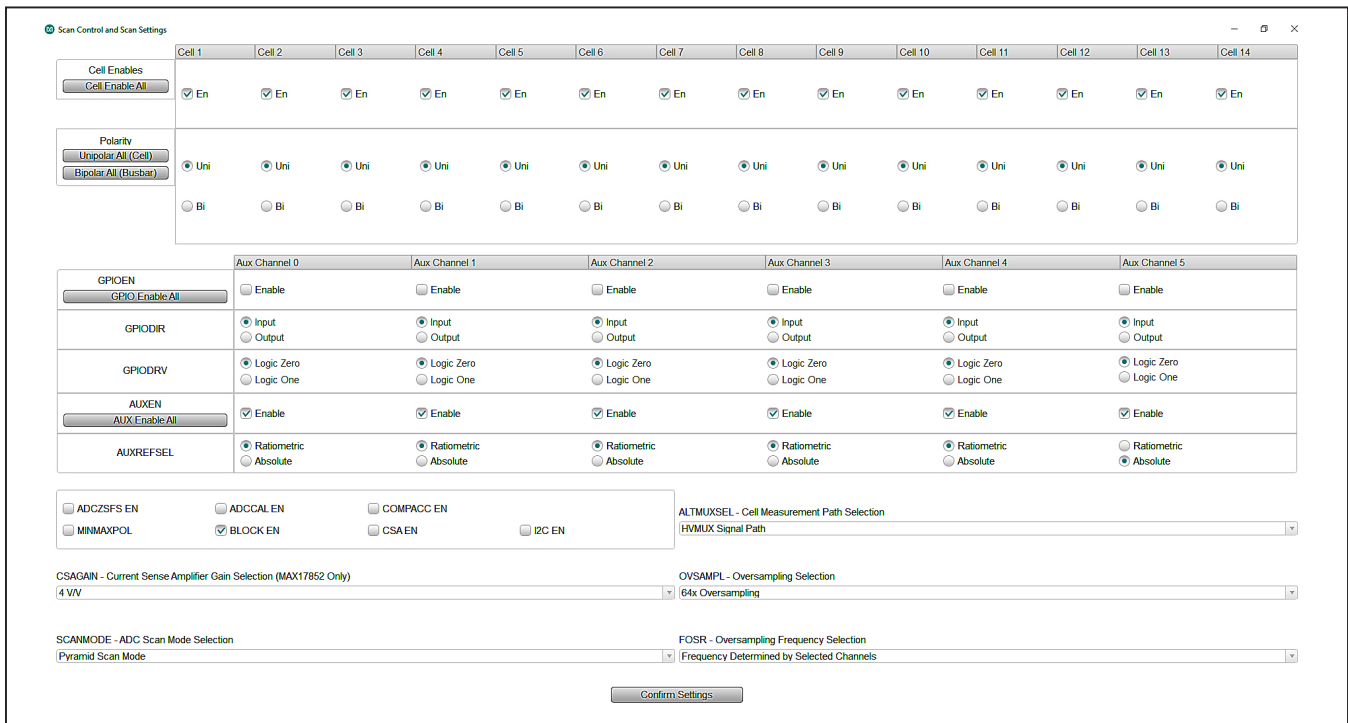 Scan Control and Scan Settings
Cell 1 Cell 2 Cell 3 Cell 4 Cell 5 Cell 6 Cell 7 Cell 8 Cell 9 Cell 10 Cell 11 Cell 12 Cell 13 Cell 14
Cell Enables
Cell Enable All
En En En En En En En En En En En En En En
Polarity
Unipolar All (Cell)
Bipolar All (Busbar)
Uni Uni Uni Uni Uni Uni Uni Uni Uni Uni Uni Uni Uni Uni
Bi Bi Bi Bi Bi Bi Bi Bi Bi Bi Bi Bi Bi Bi
Aux Channel 0 Aux Channel 1 Aux Channel 2 Aux Channel 3 Aux Channel 4 Aux Channel 5
GPIOEN
GPIO Enable All
Enable Enable Enable Enable Enable Enable
GPIODIR
Input Input Input Input Input Input
Output Output Output Output Output Output
GPIODRV
Logic Zero Logic Zero Logic Zero Logic Zero Logic Zero Logic Zero
Logic One Logic One Logic One Logic One Logic One Logic One
AUXEN
AUX Enable All
Enable Enable Enable Enable Enable Enable
AUXREFSEL
Ratiometric Ratiometric Ratiometric Ratiometric Ratiometric Ratiometric
Absolute Absolute Absolute Absolute Absolute Absolute
ADCZSFS EN ADCCAL EN COMPACC EN
MINMAXPOL BLOCK EN CSA EN I2C EN
ALTMUXSEL - Cell Measurement Path Selection
HVMUX Signal Path
CSAGAIN - Current Sense Amplifier Gain Selection (MAX17852 Only)
4 V/V
OVSAMPL - Oversampling Selection
64x Oversampling
SCANMODE - ADC Scan Mode Selection
Pyramid Scan Mode
FOSR - Oversampling Frequency Selection
Frequency Determined by Selected Channels
Confirm Settings